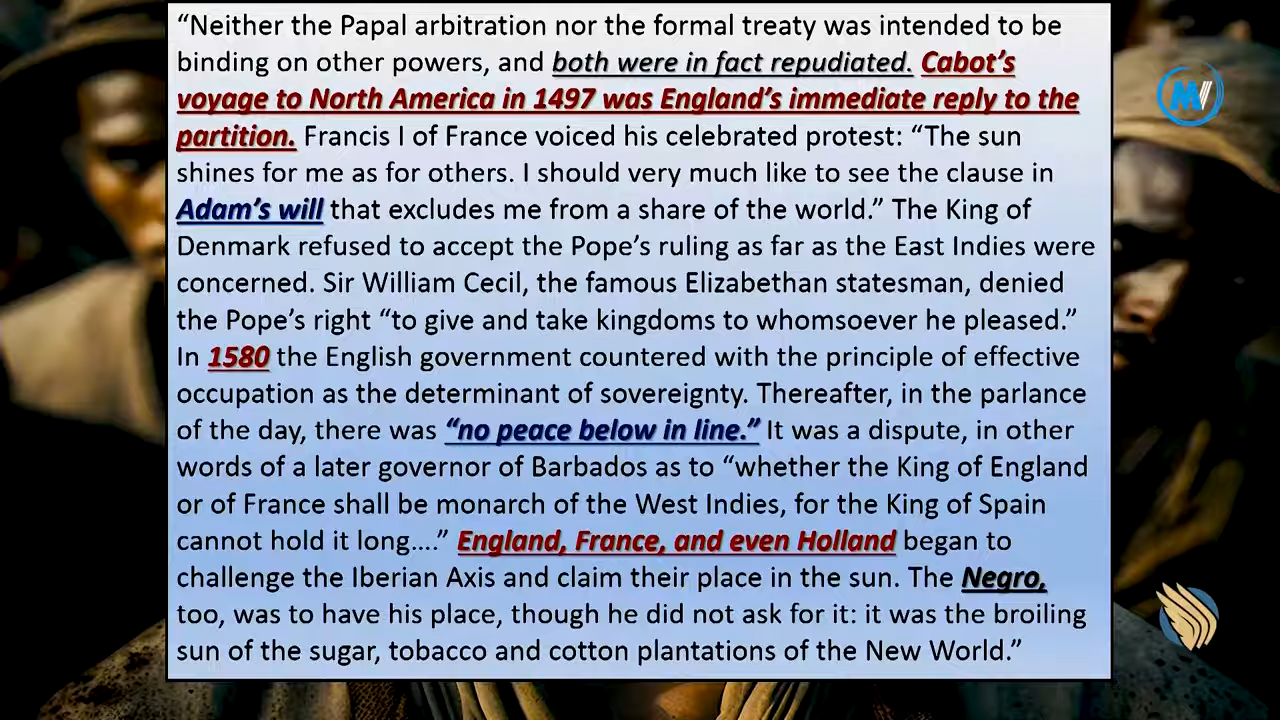 “Neither the Papal arbitration nor the formal treaty was intended to be
binding on other powers, and both were in fact repudiated. Cabot’s
voyage to North America in 1497 was England’s immediate reply to the
partition. Francis I of France voiced his celebrated protest: “The sun
shines for me as for others. I should very much like to see the clause in
Adam’s will that excludes me from a share of the world.” The King of
Denmark refused to accept the Pope’s ruling as far as the East Indies were
concerned. Sir William Cecil, the famous Elizabethan statesman, denied
the Pope’s right “to give and take kingdoms to whomsoever he pleased.”
In 1580 the English government countered with the principle of effective
occupation as the determinant of sovereignty. Thereafter, in the parlance
of the day, there was “no peace below in line.” It was a dispute, in other
words of a later governor of Barbados as to “whether the King of England
or of France shall be monarch of the West Indies, for the King of Spain
cannot hold it long....” England, France, and even Holland began to
challenge the Iberian Axis and claim their place in the sun. The Negro,
too, was to have his place, though he did not ask for it: it was the broiling
sun of the sugar, tobacco and cotton plantations of the New World.”
MV